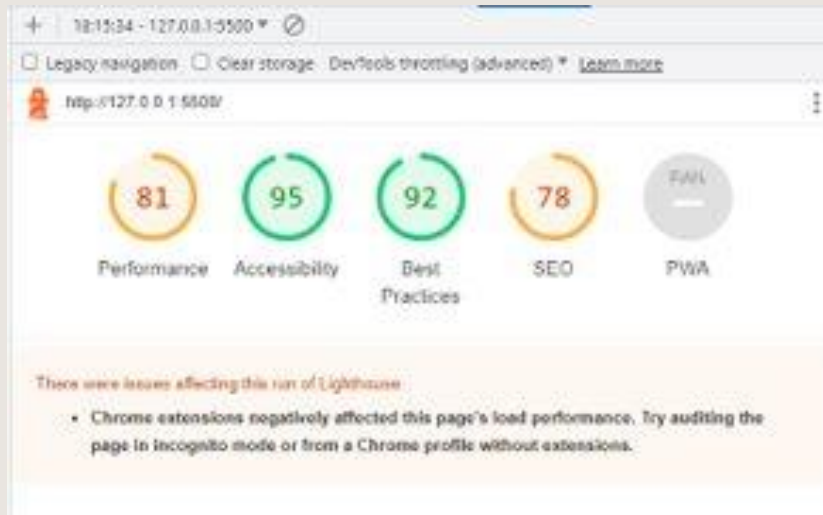 18:15:34 - 127.0.0.1:5500
Legacy navigation Clear storage DevTools throttling (advanced) Learn more
http://127.0.0.1:5500/
81 95 92 78
Performance Accessibility Best Practices SEO PWA
There were issues affecting this run of Lighthouse
• Chrome extensions negatively affected this page's load performance. Try auditing the
page in incognito mode or from a Chrome profile without extensions.